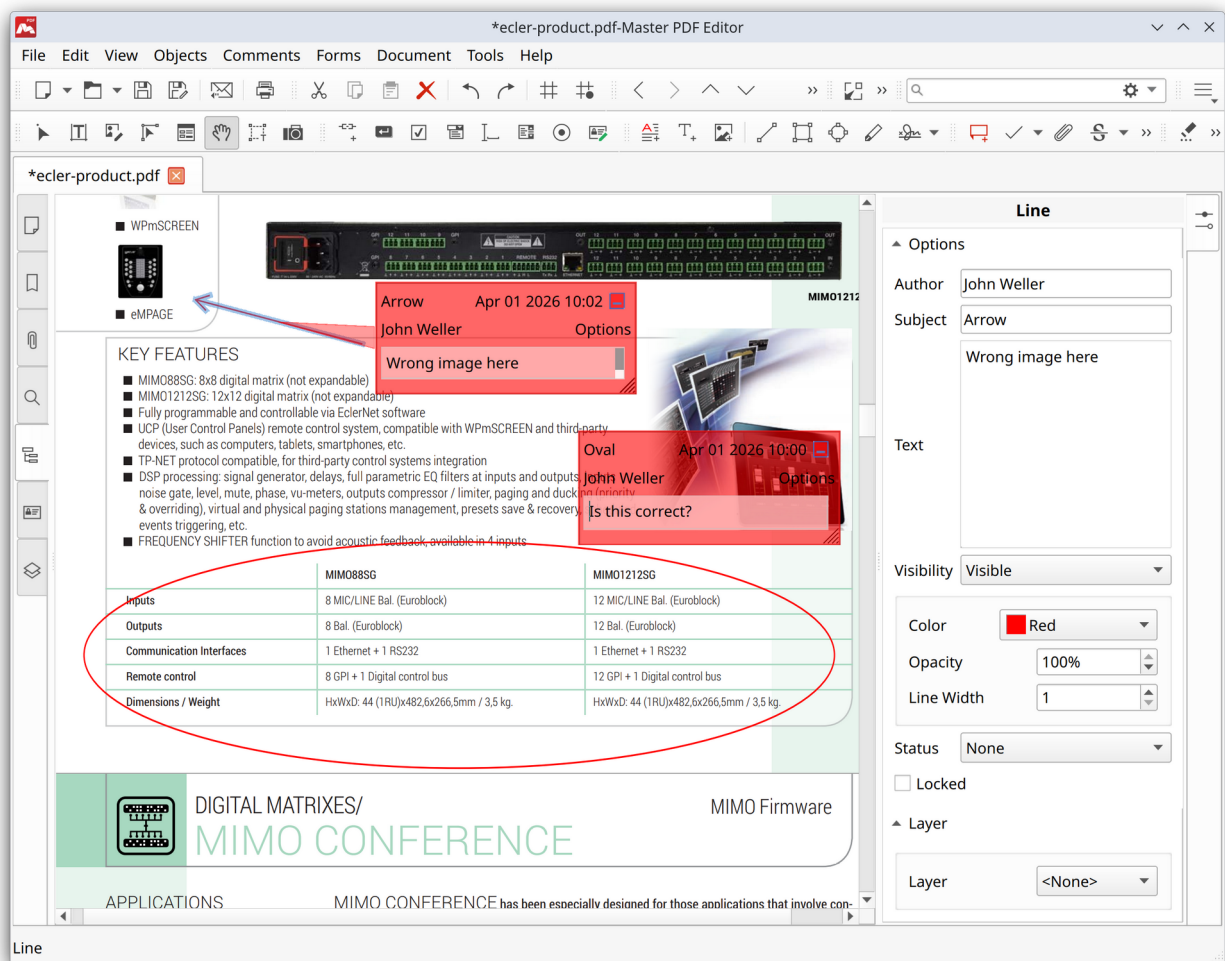 *ecler-product.pdf-Master PDF Editor
File Edit View Objects Comments Forms Document Tools Help
*ecler-product.pdf
WPmSCREEN
eMPAGE
MIMO1212
Arrow Apr 01 2026 10:02
John Weller Options
Wrong image here
KEY FEATURES
MIMO88SG: 8x8 digital matrix (not expandable)
MIMO1212SG: 12x12 digital matrix (not expandable)
Fully programmable and controllable via EclerNet software
UCP (User Control Panels) remote control system, compatible with WPmSCREEN and third-party
devices, such as computers, tablets, smartphones, etc.
TP-NET protocol compatible, for third-party control systems integration
DSP processing: signal generator, delays, full parametric EQ filters at inputs and outputs,
noise gate, level, mute, phase, vu-meters, outputs compressor / limiter, paging and ducking (priority
& overriding), virtual and physical paging stations management, presets save & recovery,
events triggering, etc.
FREQUENCY SHIFTER function to avoid acoustic feedback, available in 4 inputs
Oval Apr 01 2026 10:00
John Weller Options
Is this correct?
MIMO88SG MIMO1212SG
Inputs 8 MIC/LINE Bal. (Euroblock) 12 MIC/LINE Bal. (Euroblock)
Outputs 8 Bal. (Euroblock) 12 Bal. (Euroblock)
Communication Interfaces 1 Ethernet + 1 RS232 1 Ethernet + 1 RS232
Remote control 8 GPI + 1 Digital control bus 12 GPI + 1 Digital control bus
Dimensions / Weight HxWxD: 44 (1RU)x482,6x266,5mm / 3,5 kg. HxWxD: 44 (1RU)x482,6x266,5mm / 3,5 kg.
DIGITAL MATRIXES/
MIMO CONFERENCE
MIMO Firmware
APPLICATIONS
MIMO CONFERENCE has been especially designed for those applications that involve con-
Line
Options
Author John Weller
Subject Arrow
Text Wrong image here
Visibility Visible
Color Red
Opacity 100%
Line Width 1
Status None
Locked
Layer
Layer <None>
Line